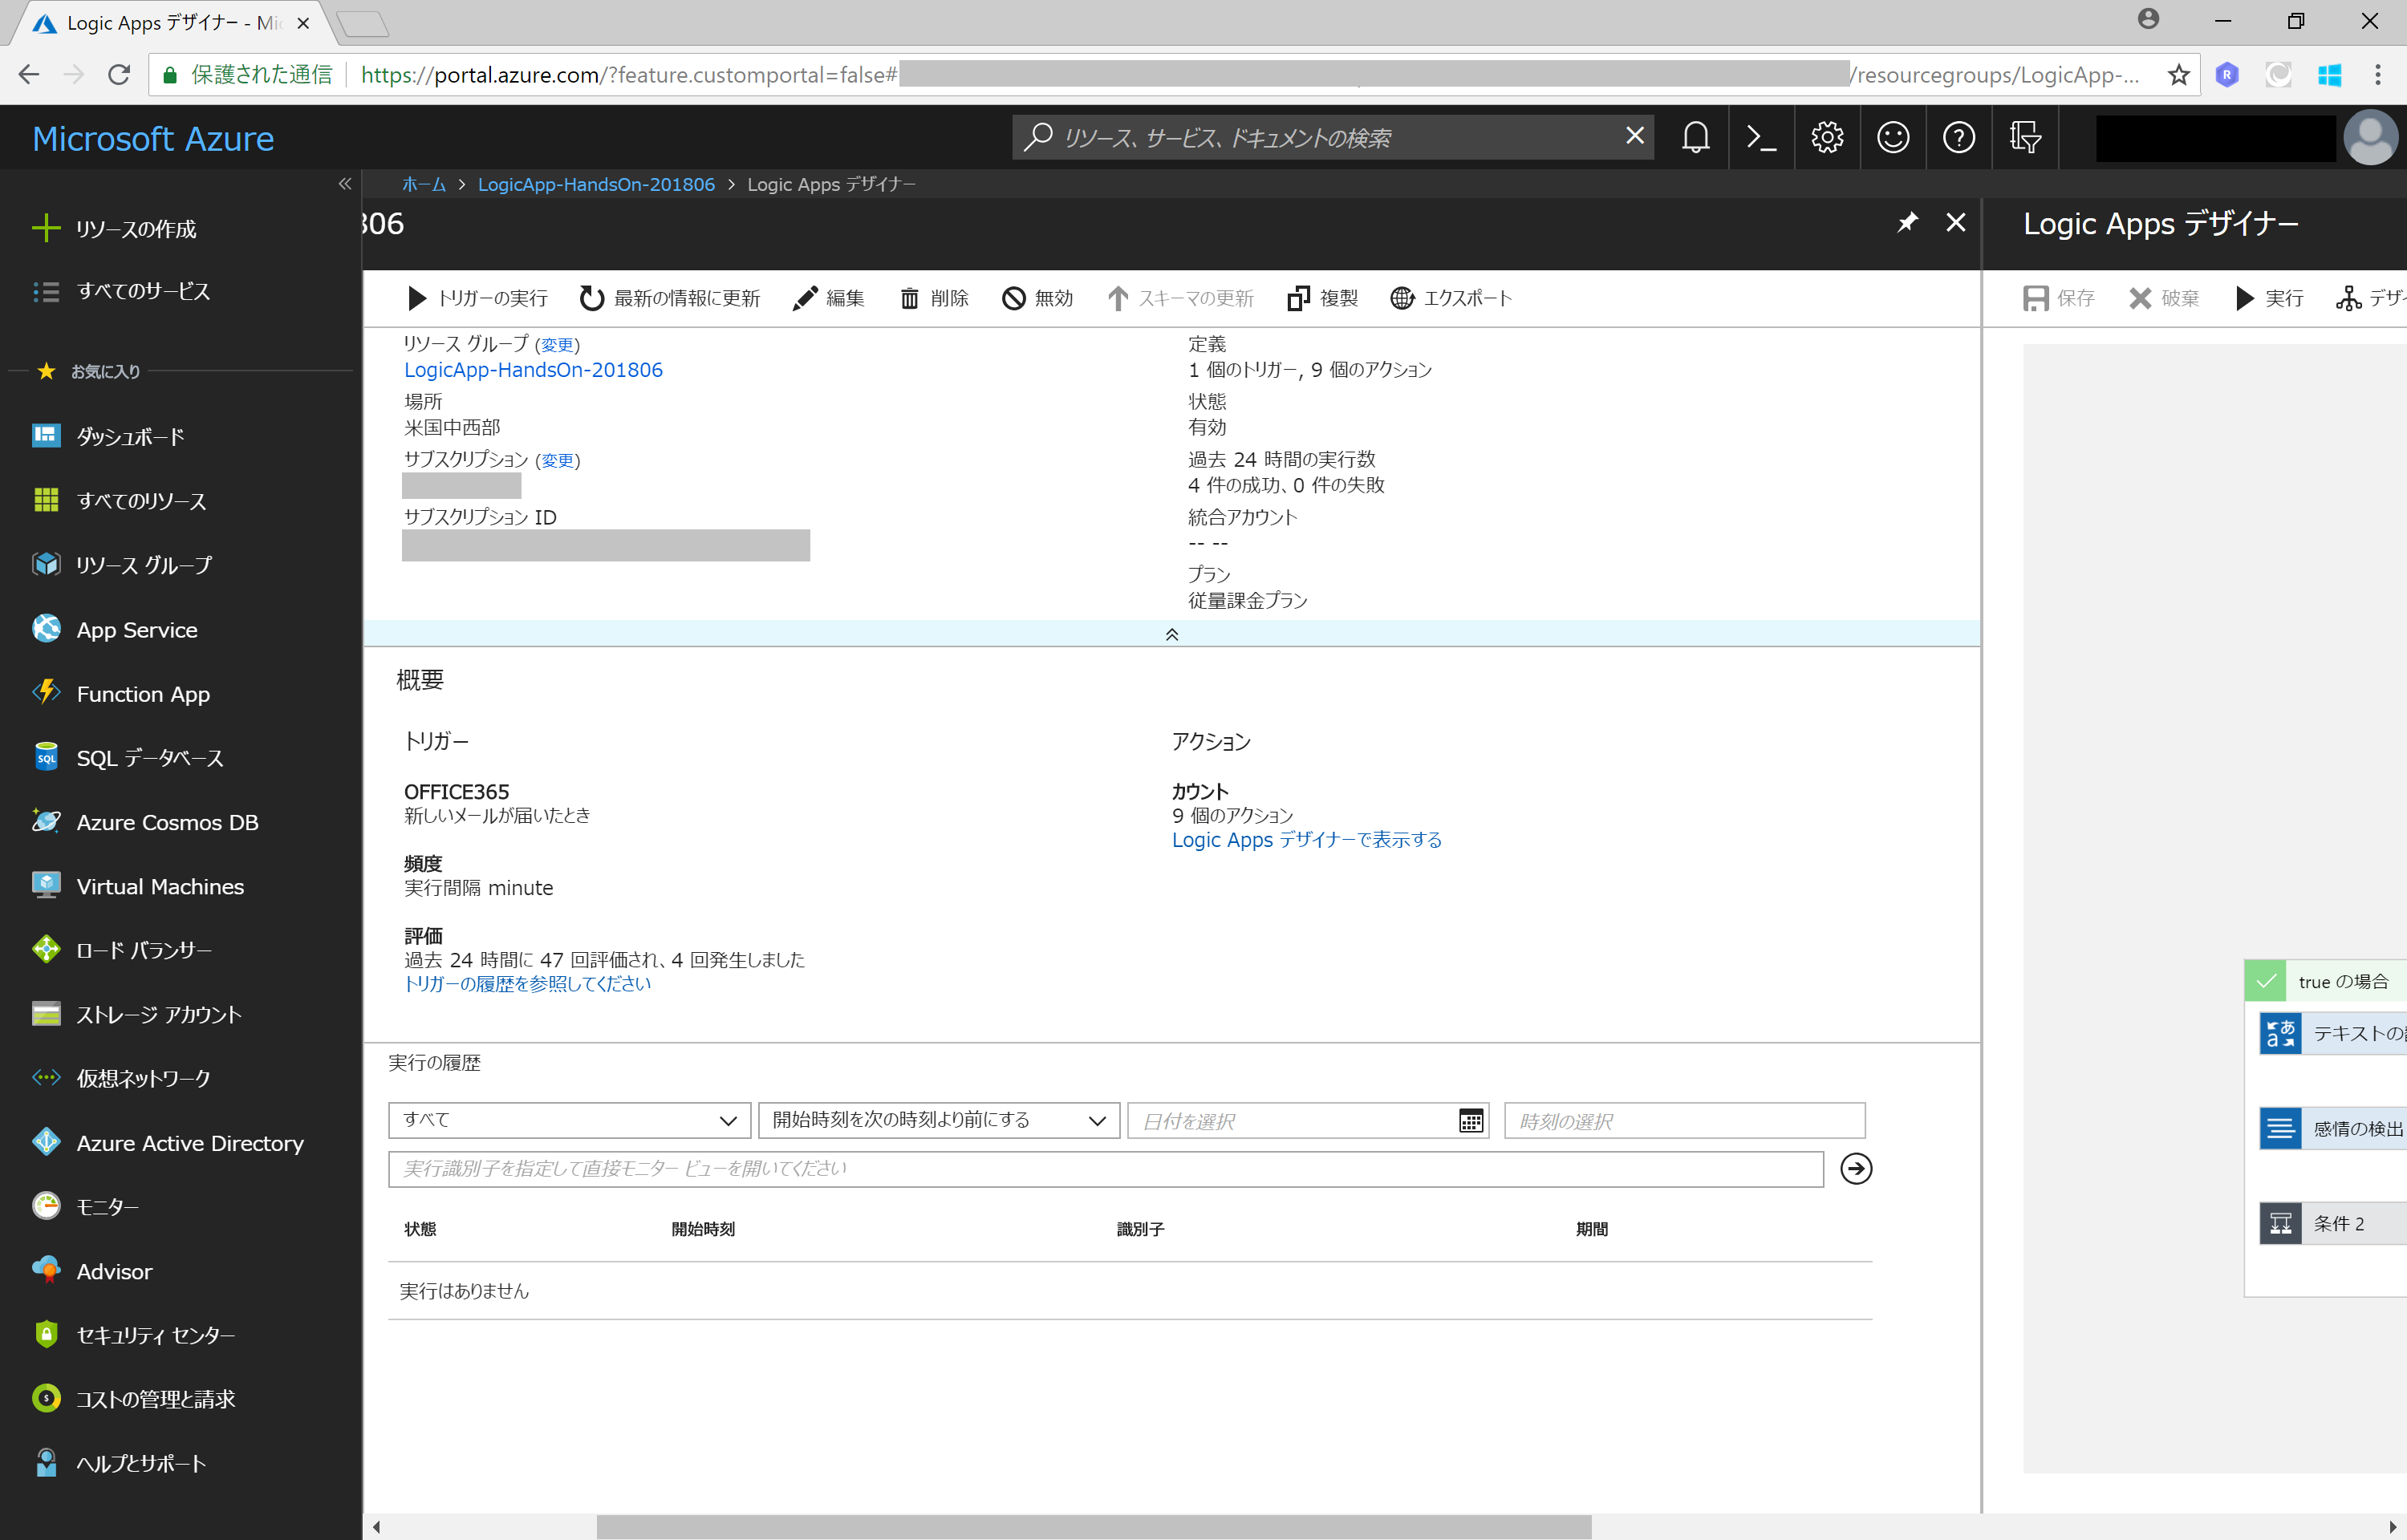 Logic Apps デザイナー - Mi
保護された通信
https://portal.azure.com/?feature.customportal=false#
/resourcegroups/LogicApp-...
Microsoft Azure
リソース、サービス、ドキュメントの検索
ホーム > LogicApp-HandsOn-201806 > Logic Apps デザイナー
306
Logic Apps デザイナー
トリガーの実行
最新の情報に更新
編集
削除
無効
スキーマの更新
複製
エクスポート
保存
破棄
実行
デザ
リソースの作成
すべてのサービス
お気に入り
ダッシュボード
すべてのリソース
リソース グループ
App Service
Function App
SQL データベース
Azure Cosmos DB
Virtual Machines
ロード バランサー
ストレージ アカウント
仮想ネットワーク
Azure Active Directory
モニター
Advisor
セキュリティ センター
コストの管理と請求
ヘルプとサポート
リソース グループ (変更)
LogicApp-HandsOn-201806
場所
米国中西部
サブスクリプション (変更)
サブスクリプション ID
定義
1 個のトリガー, 9 個のアクション
状態
有効
過去 24 時間の実行数
4 件の成功、0 件の失敗
統合アカウント
-- --
プラン
従量課金プラン
概要
トリガー
OFFICE365
新しいメールが届いたとき
頻度
実行間隔 minute
評価
過去 24 時間に 47 回評価され、4 回発生しました
トリガーの履歴を参照してください
アクション
カウント
9 個のアクション
Logic Apps デザイナーで表示する
実行の履歴
すべて
開始時刻を次の時刻より前にする
日付を選択
時刻の選択
実行識別子を指定して直接モニター ビューを開いてください
状態
開始時刻
識別子
期間
実行はありません
true の場合
テキストの
感情の検出
条件 2